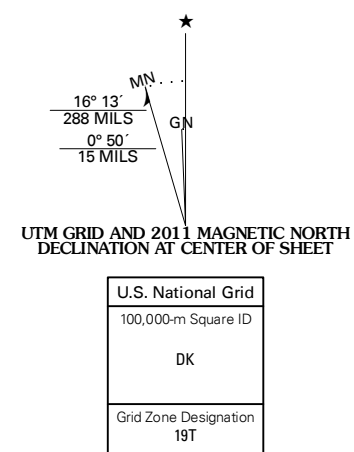 ★
MN
GN
16° 13´
288 MILS
0° 50´
15 MILS
UTM GRID AND 2011 MAGNETIC NORTH
DECLINATION AT CENTER OF SHEET
U.S. National Grid
100,000-m Square ID
DK
Grid Zone Designation
19T